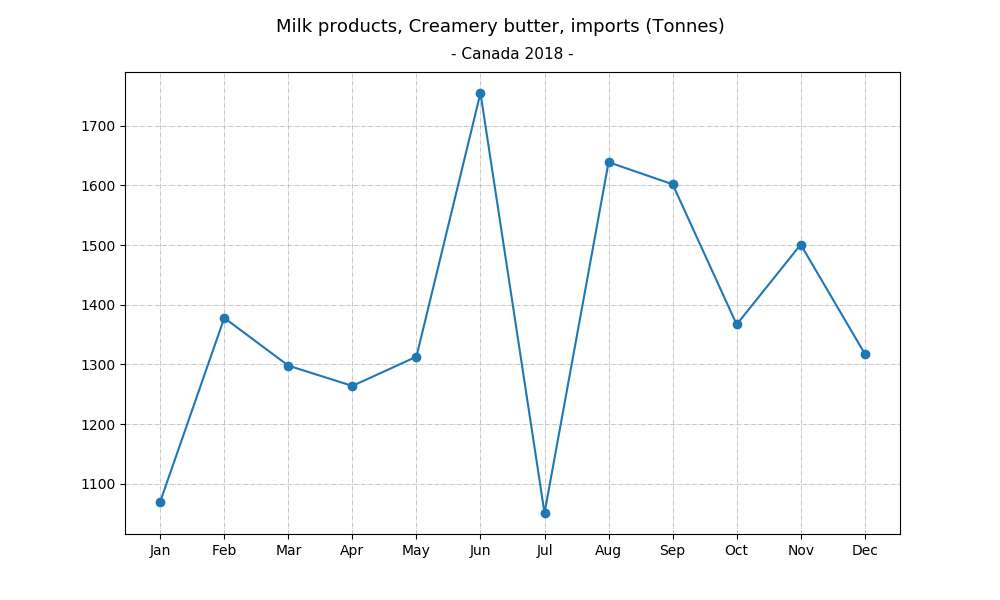 Milk products, Creamery butter, imports (Tonnes)
- Canada 2018 -
1700
1600
1500
1400
1300
1200
1100
Jan Feb Mar Apr May Jun Jul Aug Sep Oct Nov Dec